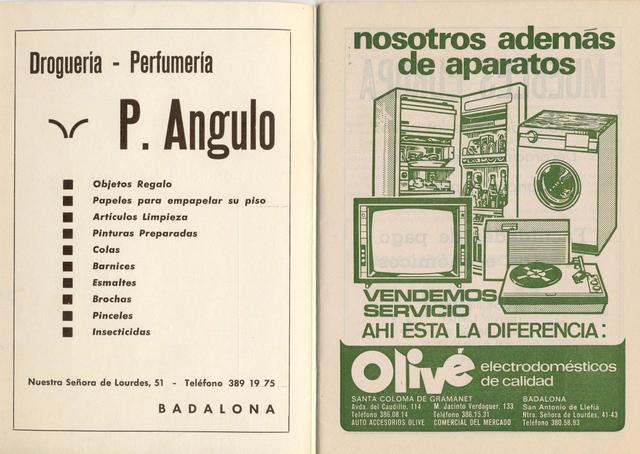 Droguería - Perfumería
P. Angulo
Objetos Regalo
Papeles para empapelar su piso
Artículos Limpieza
Pinturas Preparadas
Colas
Barnices
Esmaltes
Brochas
Pinceles
Insecticidas
Nuestra Señora de Lourdes, 51 - Teléfono 389 19 75
BADALONA
nosotros además
de aparatos
VENDEMOS
SERVICIO
AHI ESTA LA DIFERENCIA:
Olivé electrodomésticos
de calidad
SANTA COLOMA DE GRAMANET
Avda. del Caudillo, 114
Teléfono 386.08.14
AUTO ACCESORIOS OLIVE
M. Jacinto Verdaguer, 133
Teléfono 386.15.31
COMERCIAL DEL MERCADO
BADALONA
San Antonio de Llefiá
Ntra. Señora de Lourdes, 41-43
Teléfono 380.58.93